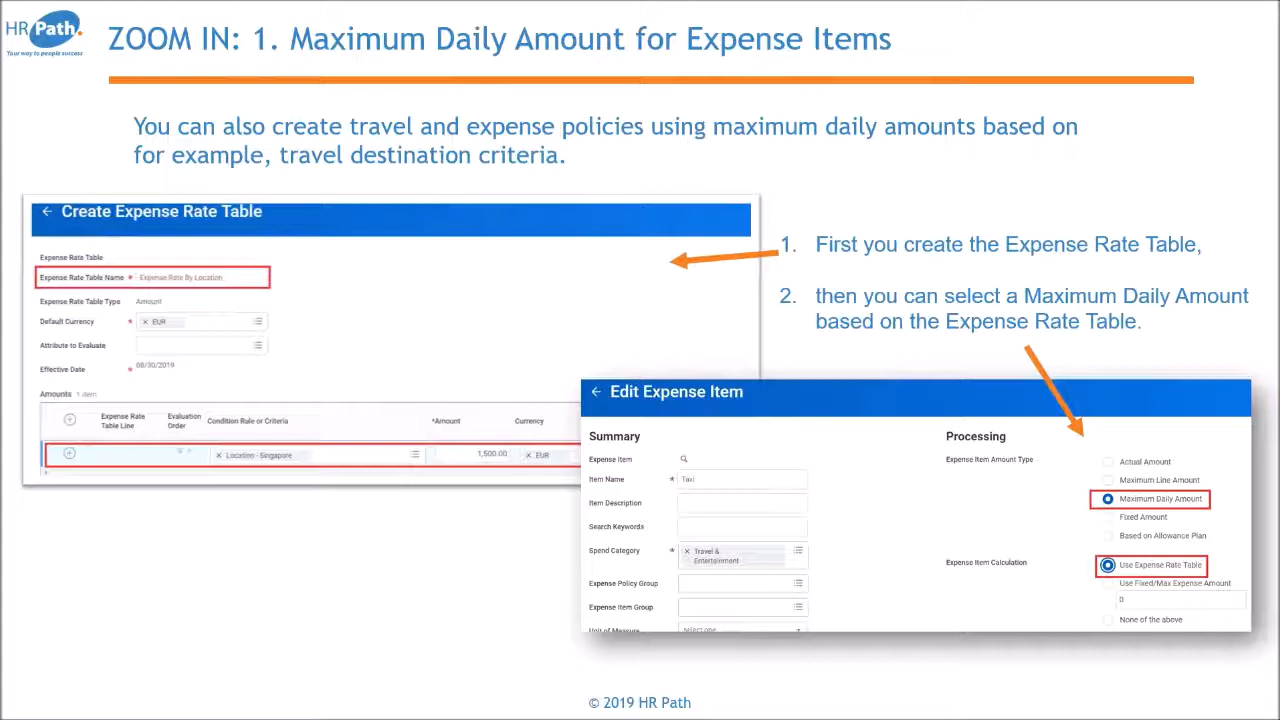 HR Path.
Your way to people success
ZOOM IN: 1. Maximum Daily Amount for Expense Items
You can also create travel and expense policies using maximum daily amounts based on
for example, travel destination criteria.
Create Expense Rate Table
Expense Rate Table
Expense Rate Table Name * Expense Rate By Location
Expense Rate Table Type Amount
Default Currency * × EUR
Attribute to Evaluate
Effective Date * 08/30/2019
Amounts 1 item
Expense Rate
Table Line
Evaluation
Order
Condition Rule or Criteria
*Amount
Currency
× Location - Singapore
1,500.00
× EUR
1. First you create the Expense Rate Table,
2. then you can select a Maximum Daily Amount
based on the Expense Rate Table.
Edit Expense Item
Summary
Expense Item
Item Name * Taxi
Item Description
Search Keywords
Spend Category * × Travel &
Entertainment
Expense Policy Group
Expense Item Group
Unit of Measure select one
Processing
Expense Item Amount Type
Actual Amount
Maximum Line Amount
Maximum Daily Amount
Fixed Amount
Based on Allowance Plan
Expense Item Calculation
Use Expense Rate Table
Use Fixed/Max Expense Amount
0
None of the above
© 2019 HR Path